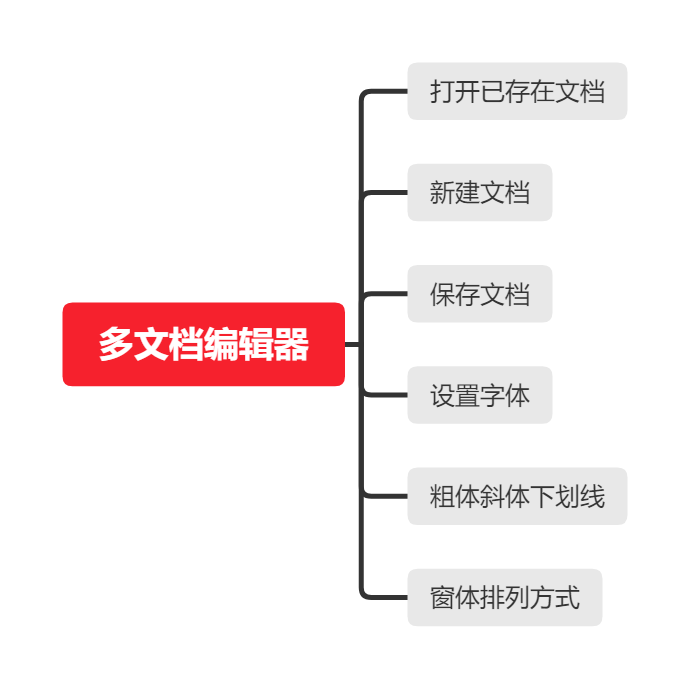 打开已存在文档
新建文档
保存文档
多文档编辑器
设置字体
粗体斜体下划线
窗体排列方式